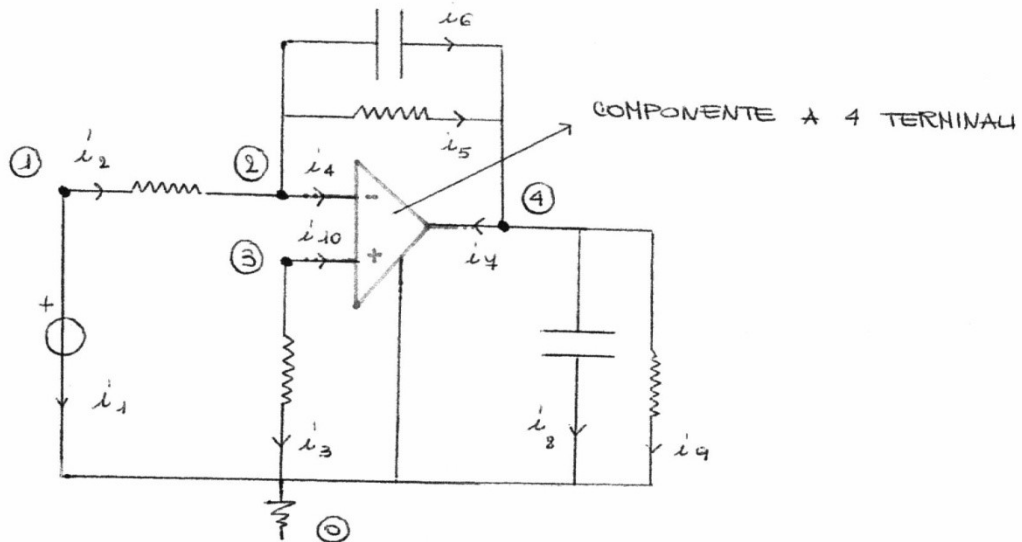 i6
COMPONENTE A 4 TERMINALI
i5
1
i2
2
i4
4
i10
3
i7
+
-
+
i1
i3
i8
i9
0